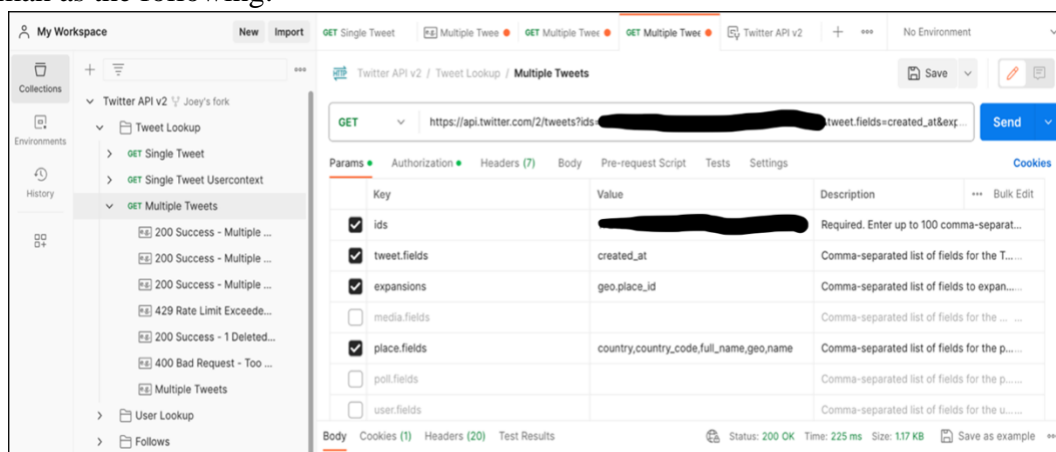 My Workspace New Import GET Single Tweet Multiple Twee GET Multiple Twee GET Multiple Twee Twitter API v2 No Environment
Collections
Environments
History
Twitter API v2 Joey's fork
Tweet Lookup
GET Single Tweet
GET Single Tweet Usercontext
GET Multiple Tweets
e.g. 200 Success - Multiple ...
e.g. 200 Success - Multiple ...
e.g. 200 Success - Multiple ...
e.g. 429 Rate Limit Exceede...
e.g. 200 Success - 1 Deleted...
e.g. 400 Bad Request - Too ...
e.g. Multiple Tweets
User Lookup
Follows
HTTP Twitter API v2 / Tweet Lookup / Multiple Tweets Save
GET https://api.twitter.com/2/tweets?ids= tweet.fields=created_at&exp... Send
Params Authorization Headers (7) Body Pre-request Script Tests Settings Cookies
Key Value Description Bulk Edit
ids Required. Enter up to 100 comma-separat...
tweet.fields created_at Comma-separated list of fields for the T......
expansions geo.place_id Comma-separated list of fields to expan......
media.fields Comma-separated list of fields for the ... ...
place.fields country,country_code,full_name,geo,name Comma-separated list of fields for the p......
poll.fields Comma-separated list of fields for the p......
user.fields Comma-separated list of fields for the u......
Body Cookies (1) Headers (20) Test Results Status: 200 OK Time: 225 ms Size: 1.17 KB Save as example